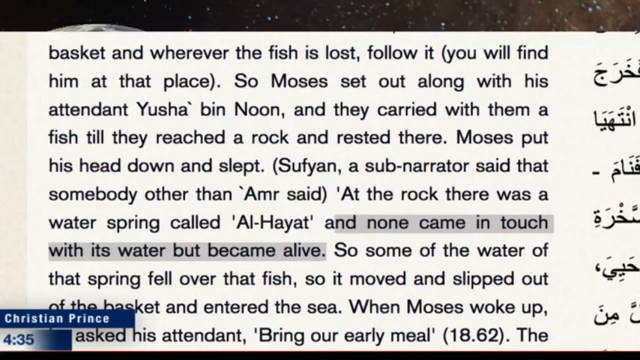 basket and wherever the fish is lost, follow it (you will find
him at that place). So Moses set out along with his
attendant Yusha` bin Noon, and they carried with them a
fish till they reached a rock and rested there. Moses put
his head down and slept. (Sufyan, a sub-narrator said that
somebody other than `Amr said) 'At the rock there was a
water spring called 'Al-Hayat' and none came in touch
with its water but became alive. So some of the water of
that spring fell over that fish, so it moved and slipped out
of the basket and entered the sea. When Moses woke up,
asked his attendant, 'Bring our early meal' (18.62). The
فَخَرَجَ
انْتَهَيَا
فَنَامَ ـ
Christian Prince
4:35